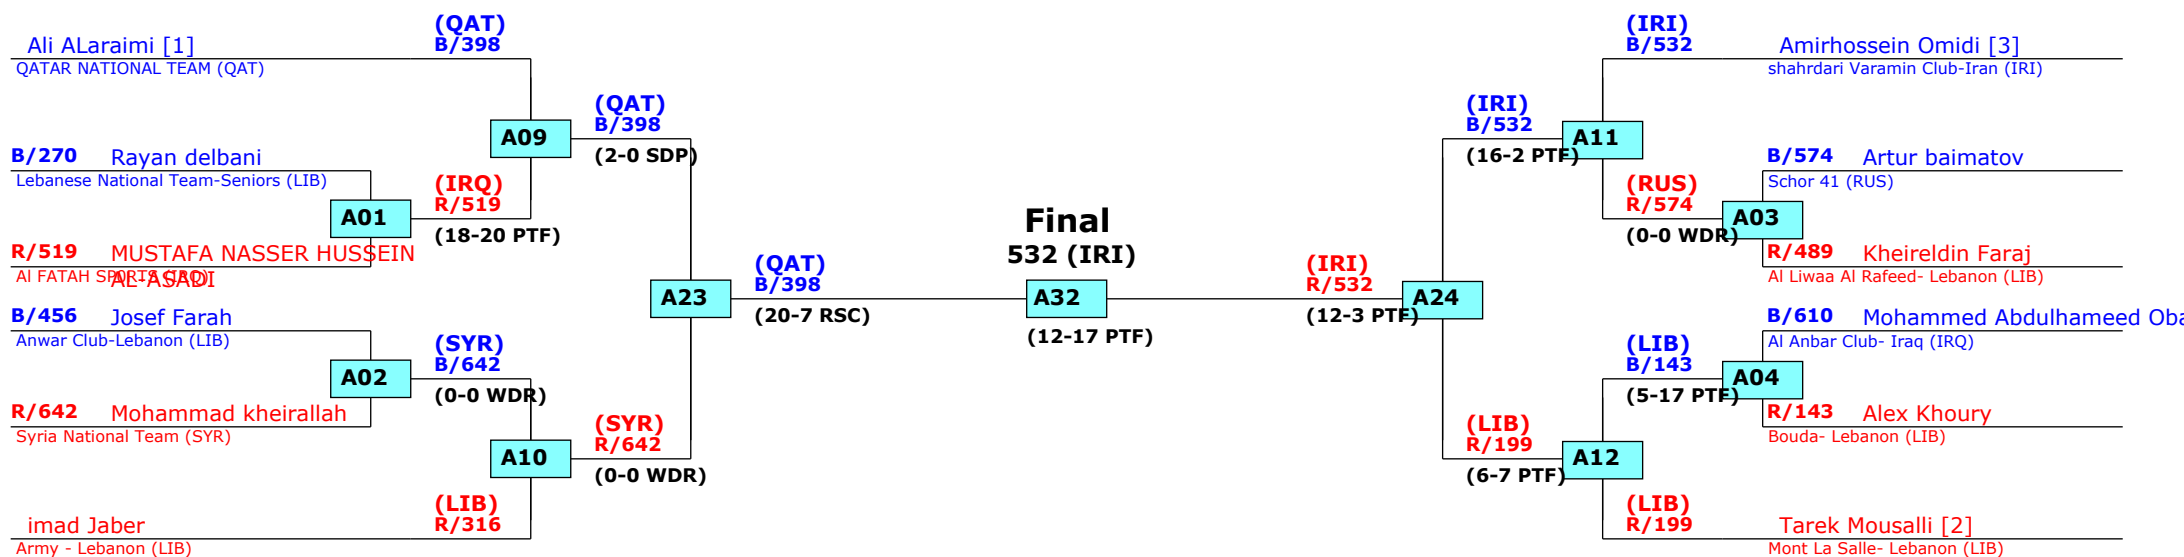 (QAT)
B/398
Ali ALaraimi [1]
QATAR NATIONAL TEAM (QAT)
A09
(QAT)
B/398
(2-0 SDP)
B/270 Rayan delbani
Lebanese National Team-Seniors (LIB)
A01
(IRQ)
R/519
(18-20 PTF)
R/519 MUSTAFA NASSER HUSSEIN
AL-ASADI
Al FATAH SPORTS (IRQ)
A23
(QAT)
B/398
(20-7 RSC)
B/456 Josef Farah
Anwar Club-Lebanon (LIB)
A02
(SYR)
B/642
(0-0 WDR)
R/642 Mohammad kheirallah
Syria National Team (SYR)
A10
(SYR)
R/642
(0-0 WDR)
(LIB)
R/316
imad Jaber
Army - Lebanon (LIB)
Final
532 (IRI)
A32
(12-17 PTF)
(IRI)
B/532
Amirhossein Omidi [3]
shahrdari Varamin Club-Iran (IRI)
(IRI)
B/532
A11
(16-2 PTF)
B/574 Artur baimatov
Schor 41 (RUS)
(RUS)
R/574
A03
(0-0 WDR)
R/489 Kheireldin Faraj
Al Liwaa Al Rafeed- Lebanon (LIB)
(IRI)
R/532
A24
(12-3 PTF)
B/610 Mohammed Abdulhameed Oba
Al Anbar Club- Iraq (IRQ)
(LIB)
B/143
A04
(5-17 PTF)
R/143 Alex Khoury
Bouda- Lebanon (LIB)
(LIB)
R/199
A12
(6-7 PTF)
(LIB)
R/199
Tarek Mousalli [2]
Mont La Salle- Lebanon (LIB)